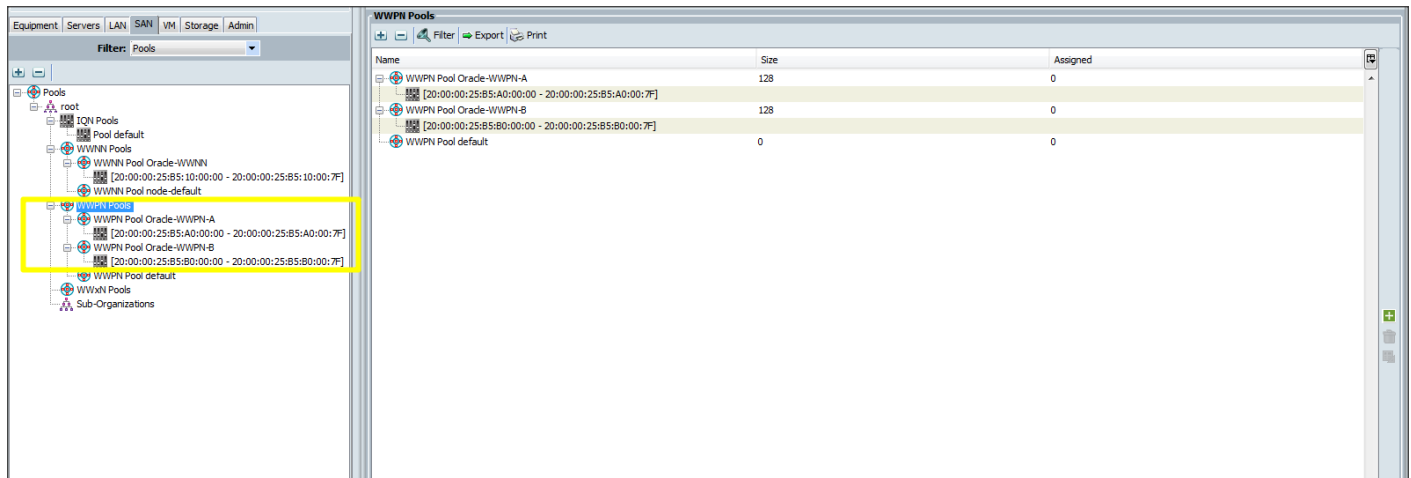 Equipment Servers LAN SAN VM Storage Admin
Filter: Pools
Pools
root
IQN Pools
Pool default
WWNN Pools
WWNN Pool Oracle-WWNN
[20:00:00:25:B5:10:00:00 - 20:00:00:25:B5:10:00:7F]
WWNN Pool node-default
WWPN Pools
WWPN Pool Oracle-WWPN-A
[20:00:00:25:B5:A0:00:00 - 20:00:00:25:B5:A0:00:7F]
WWPN Pool Oracle-WWPN-B
[20:00:00:25:B5:B0:00:00 - 20:00:00:25:B5:B0:00:7F]
WWPN Pool default
WWxN Pools
Sub-Organizations
WWPN Pools
Filter Export Print
Name Size Assigned
WWPN Pool Oracle-WWPN-A 128 0
[20:00:00:25:B5:A0:00:00 - 20:00:00:25:B5:A0:00:7F]
WWPN Pool Oracle-WWPN-B 128 0
[20:00:00:25:B5:B0:00:00 - 20:00:00:25:B5:B0:00:7F]
WWPN Pool default 0 0